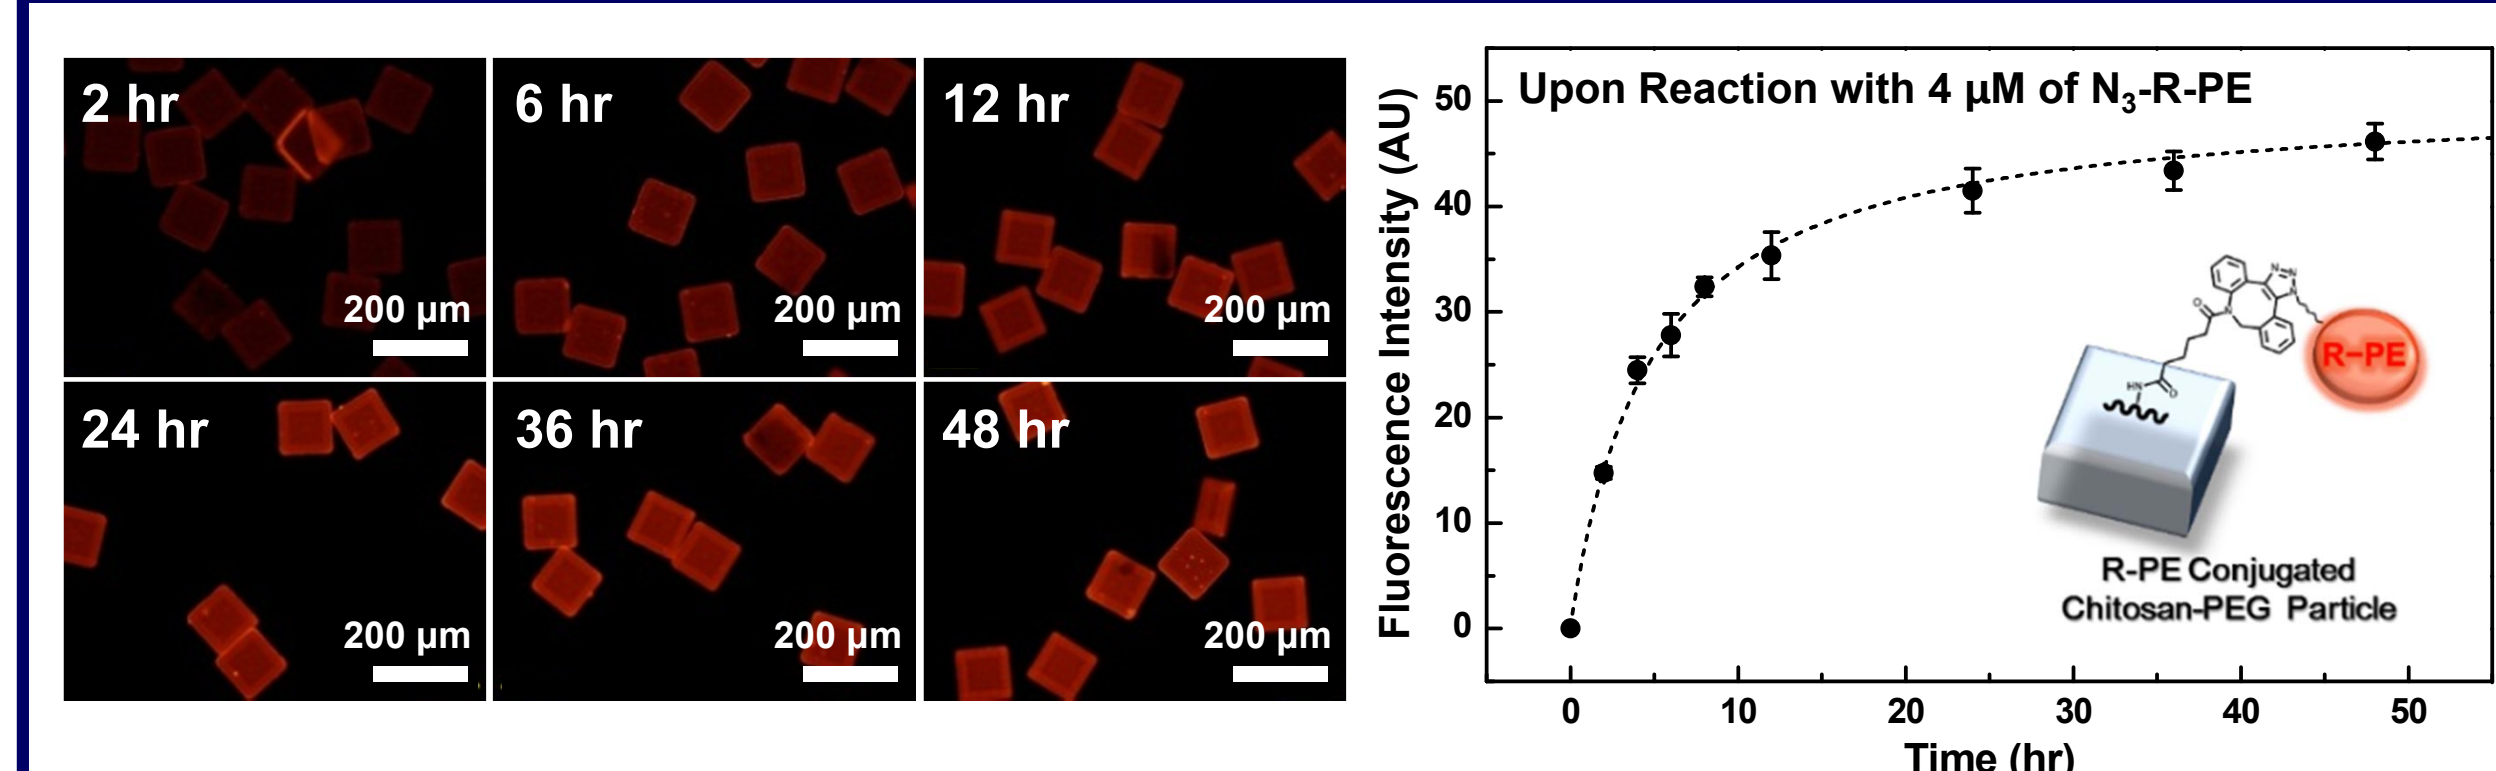 2 hr
200 µm
6 hr
200 µm
12 hr
200 µm
24 hr
200 µm
36 hr
200 µm
48 hr
200 µm
Upon Reaction with 4 µM of N₃-R-PE
Fluorescence Intensity (AU)
50
40
30
20
10
0
N=N
N
O
N
R-PE
HN
O
R-PE Conjugated
Chitosan-PEG Particle
0 10 20 30 40 50
Time (hr)